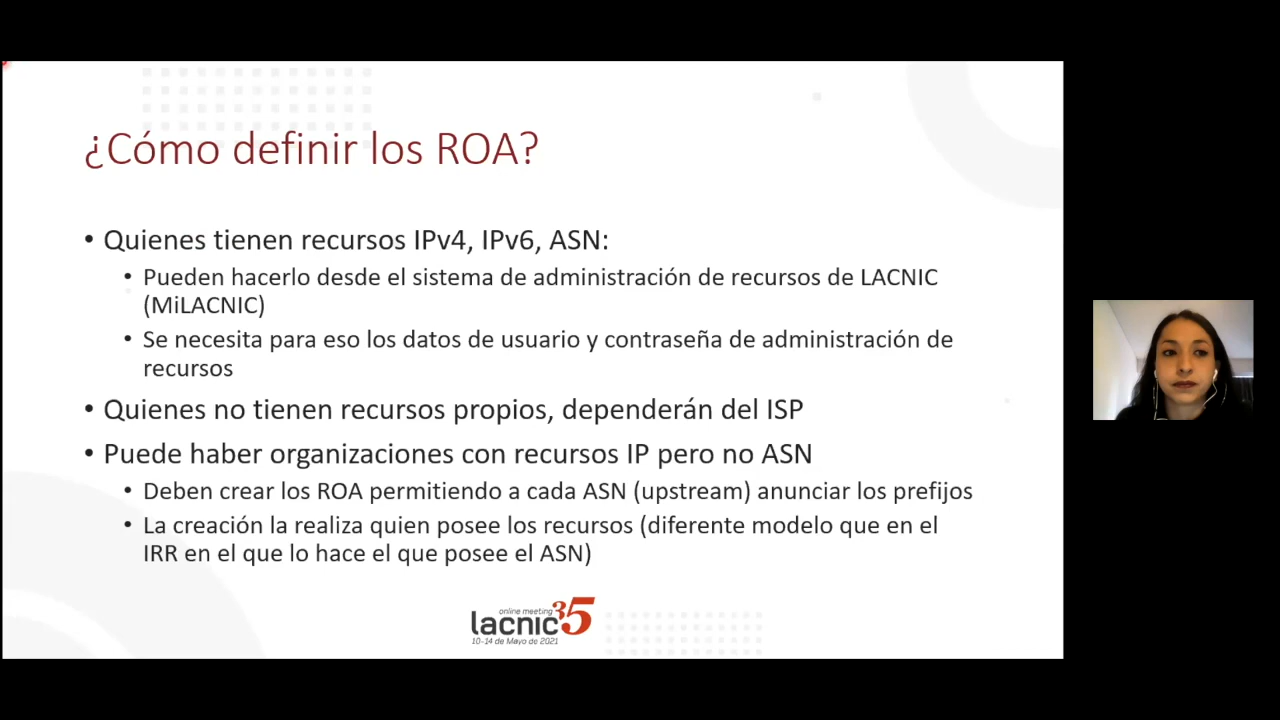 ¿Cómo definir los ROA?
• Quienes tienen recursos IPv4, IPv6, ASN:
• Pueden hacerlo desde el sistema de administración de recursos de LACNIC
(MiLACNIC)
• Se necesita para eso los datos de usuario y contraseña de administración de
recursos
• Quienes no tienen recursos propios, dependerán del ISP
• Puede haber organizaciones con recursos IP pero no ASN
• Deben crear los ROA permitiendo a cada ASN (upstream) anunciar los prefijos
• La creación la realiza quien posee los recursos (diferente modelo que en el
IRR en el que lo hace el que posee el ASN)
online meeting
lacnic 35
10-14 de Mayo de 2021